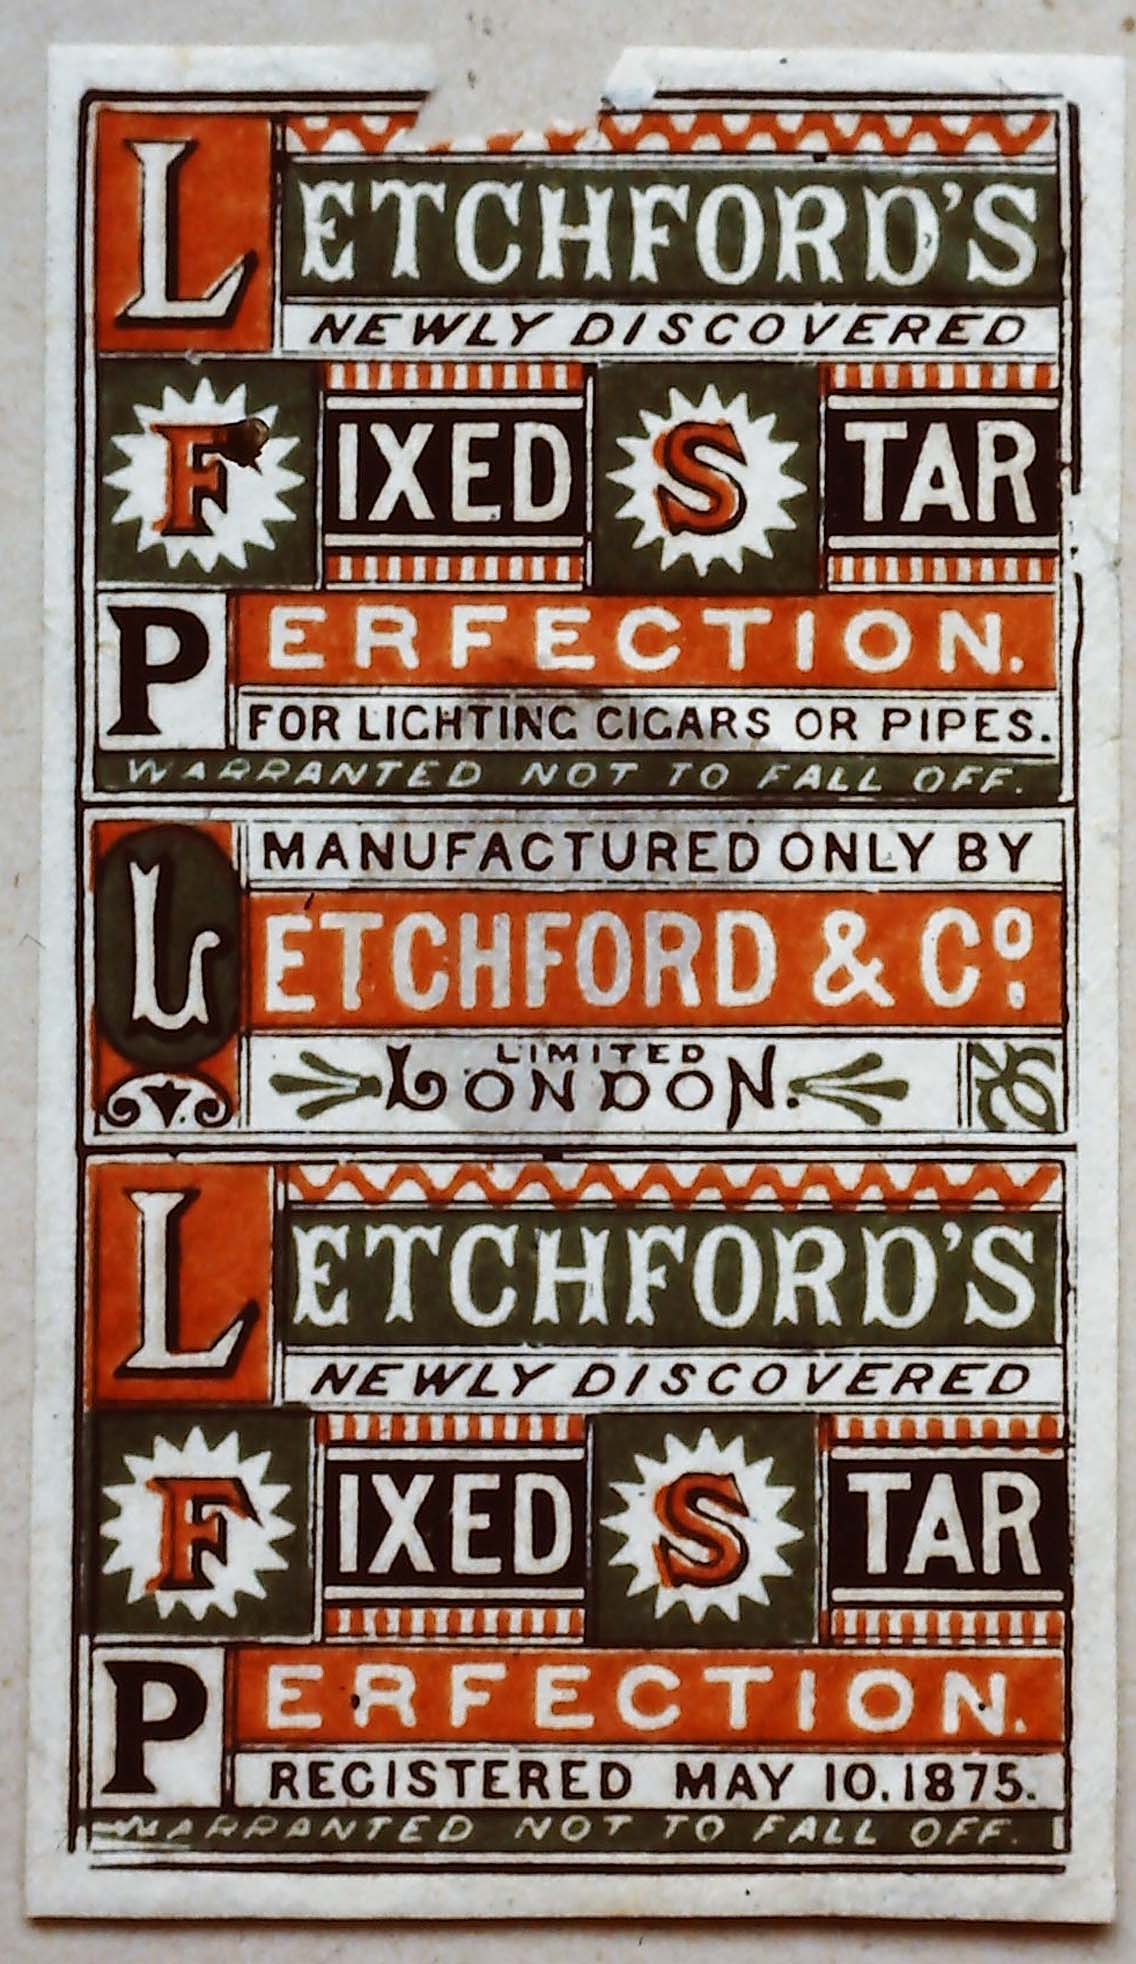 LETCHFORD'S
NEWLY DISCOVERED
FIXED STAR
PERFECTION.
FOR LIGHTING CIGARS OR PIPES.
WARRANTED NOT TO FALL OFF.
MANUFACTURED ONLY BY
LETCHFORD & Co.
LIMITED
LONDON.
LETCHFORD'S
NEWLY DISCOVERED
FIXED STAR
PERFECTION.
REGISTERED MAY 10.1875.
WARRANTED NOT TO FALL OFF.